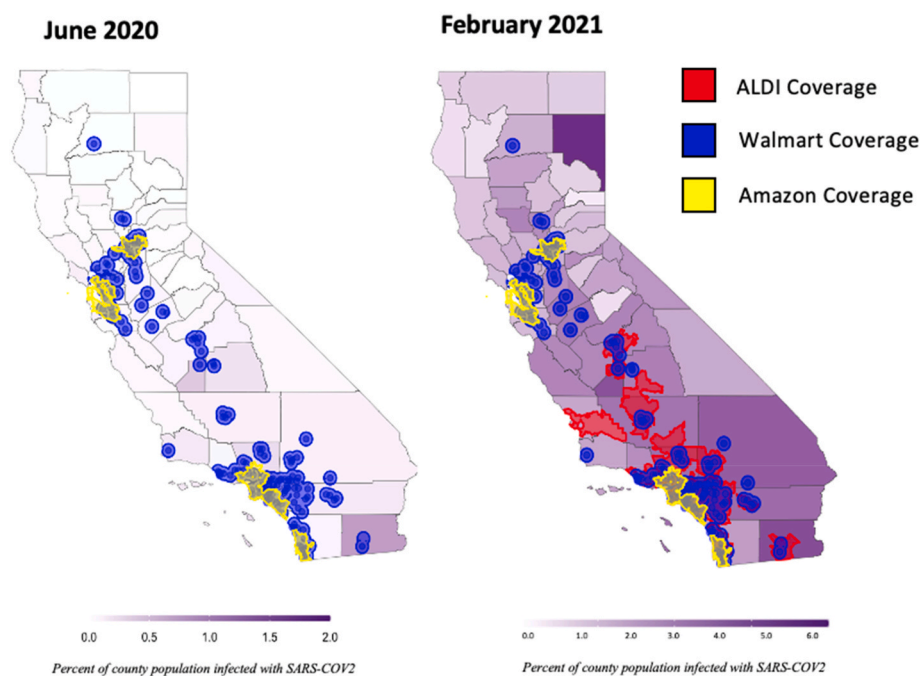 June 2020
February 2021
ALDI Coverage
Walmart Coverage
Amazon Coverage
0.0 0.5 1.0 1.5 2.0
Percent of county population infected with SARS-COV2
0.0 1.0 2.0 3.0 4.0 5.0 6.0
Percent of county population infected with SARS-COV2